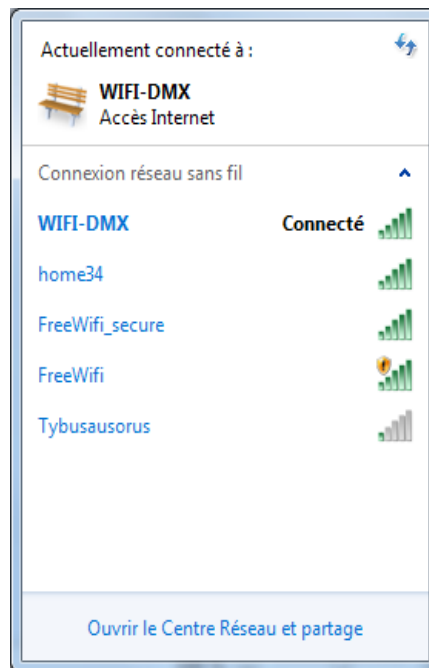 Actuellement connecté à :
WIFI-DMX
Accès Internet
Connexion réseau sans fil
WIFI-DMX Connecté
home34
FreeWifi_secure
FreeWifi
Tybusausorus
Ouvrir le Centre Réseau et partage